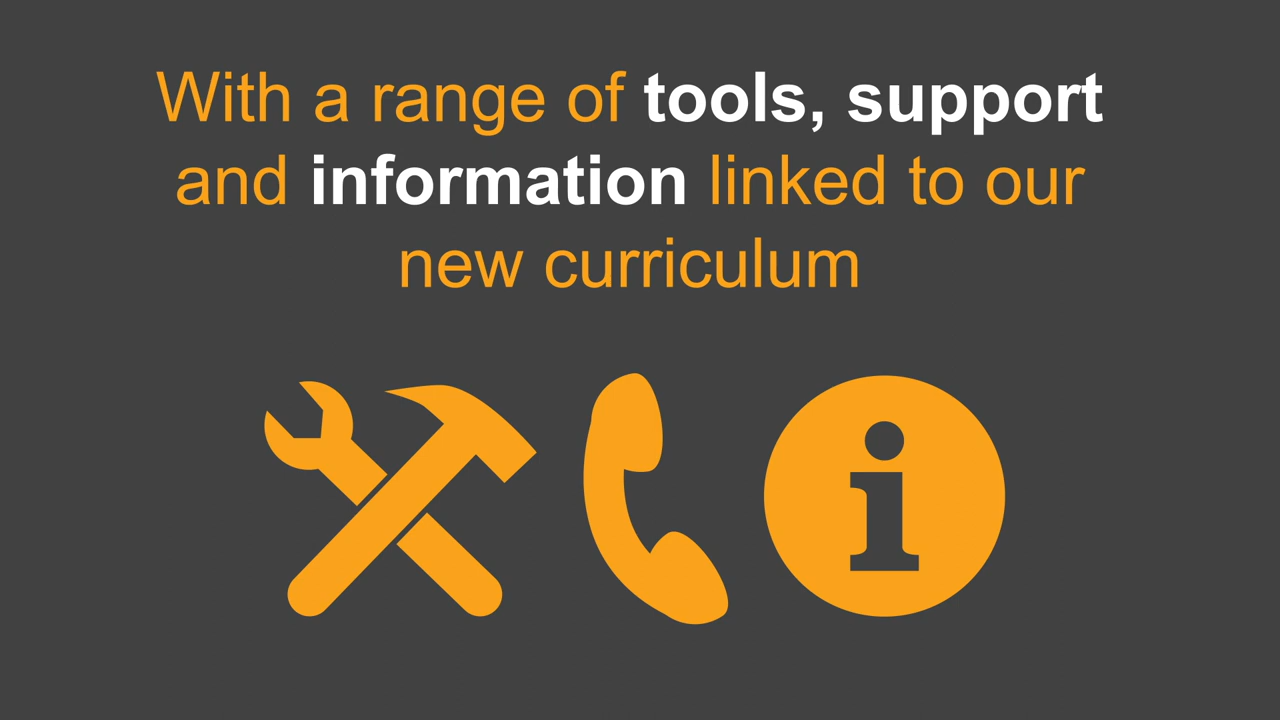 With a range of tools, support
and information linked to our
new curriculum
i